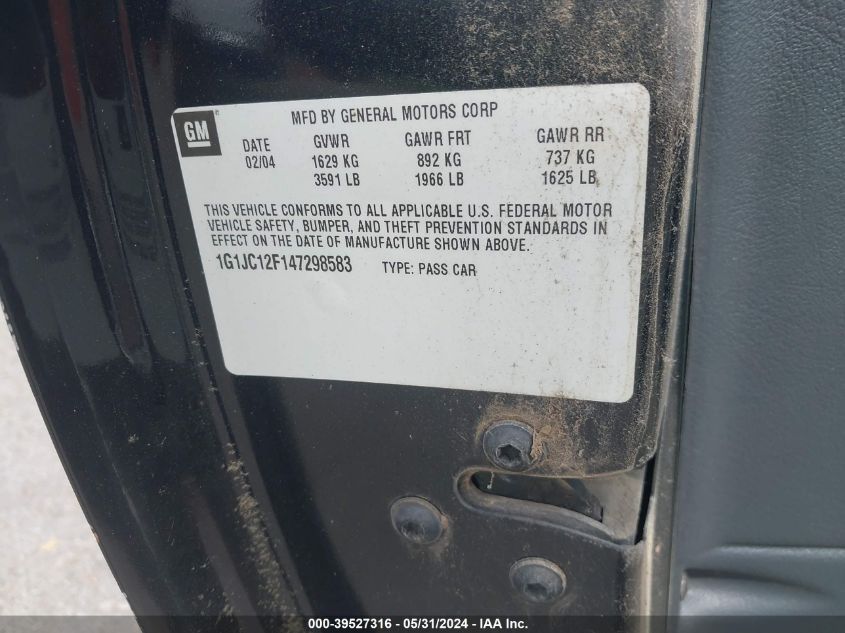 MFD BY GENERAL MOTORS CORP
GM
DATE GVWR GAWR FRT GAWR RR
02/04 1629 KG 892 KG 737 KG
3591 LB 1966 LB 1625 LB
THIS VEHICLE CONFORMS TO ALL APPLICABLE U.S. FEDERAL MOTOR
VEHICLE SAFETY, BUMPER, AND THEFT PREVENTION STANDARDS IN
EFFECT ON THE DATE OF MANUFACTURE SHOWN ABOVE.
1G1JC12F147298583 TYPE: PASS CAR
000-39527316 - 05/31/2024 - IAA Inc.